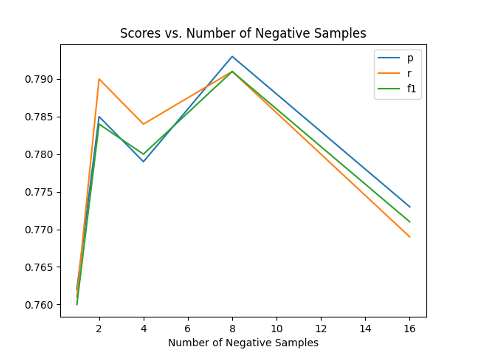 Scores vs. Number of Negative Samples
p
r
f1
0.790
0.785
0.780
0.775
0.770
0.765
0.760
2 4 6 8 10 12 14 16
Number of Negative Samples